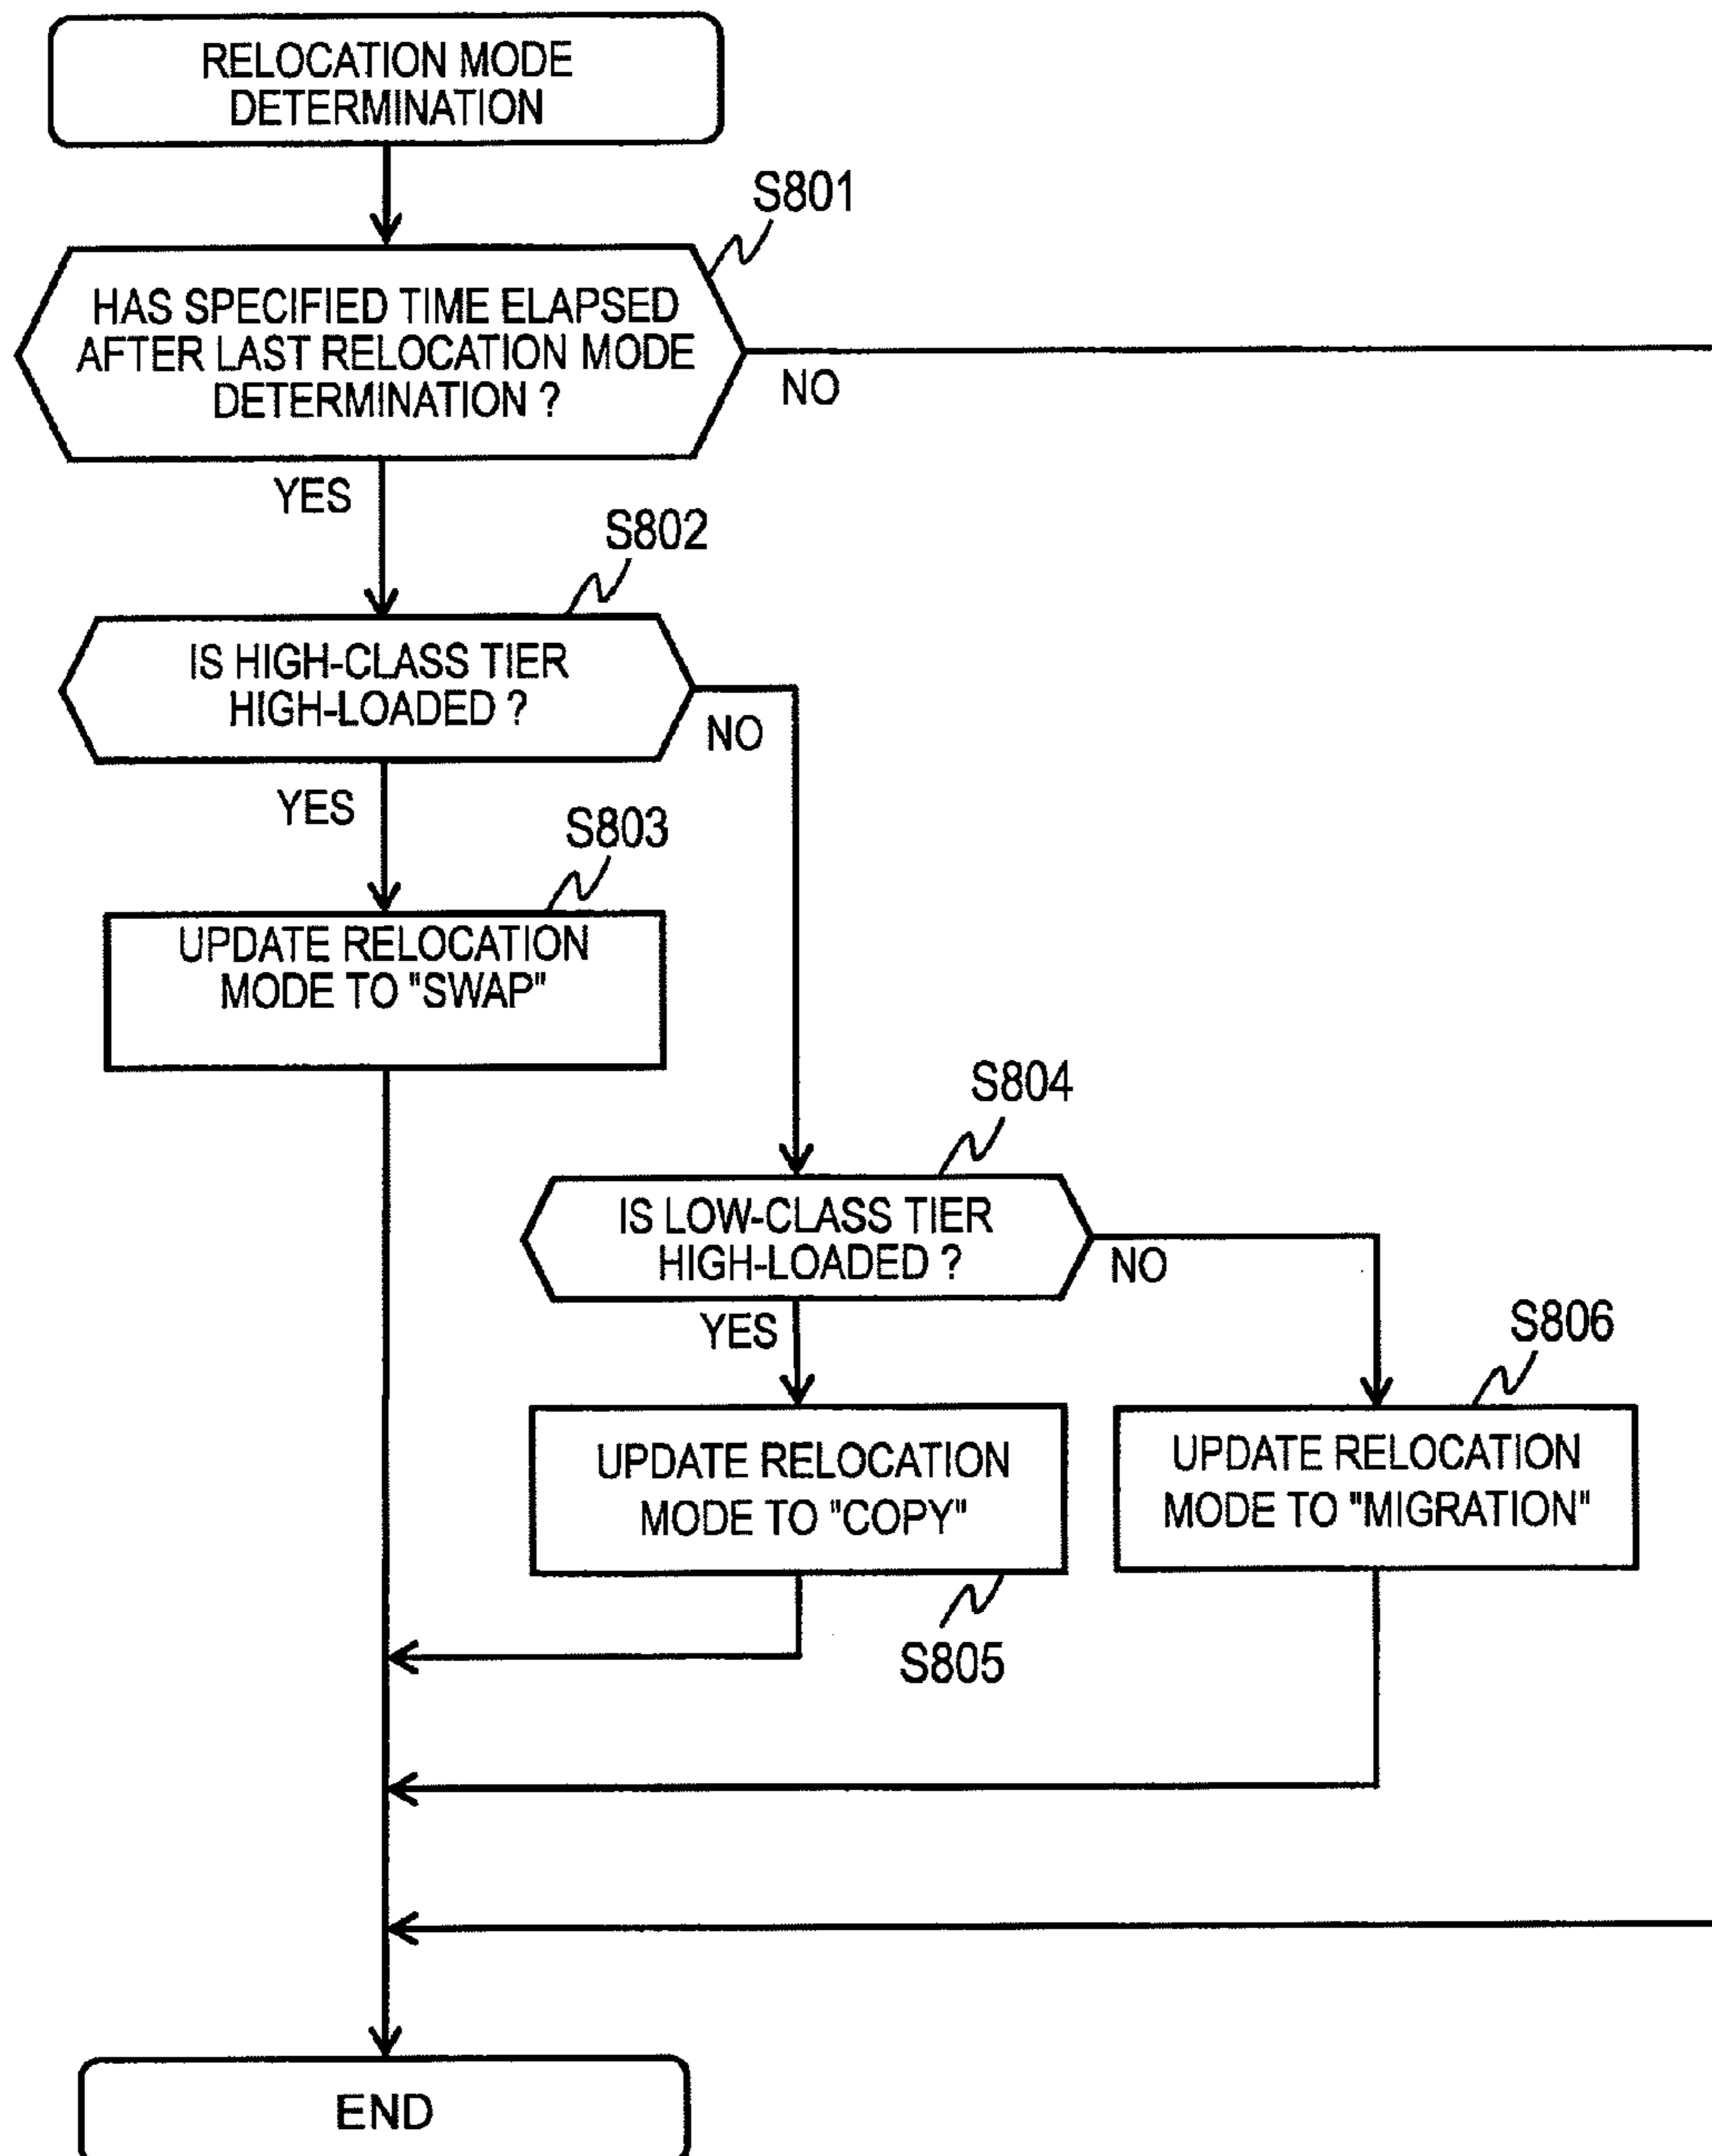 RELOCATION MODE
DETERMINATION
S801
HAS SPECIFIED TIME ELAPSED
AFTER LAST RELOCATION MODE
DETERMINATION ?
NO
YES
S802
IS HIGH-CLASS TIER
HIGH-LOADED ?
NO
YES
S803
UPDATE RELOCATION
MODE TO "SWAP"
S804
IS LOW-CLASS TIER
HIGH-LOADED ?
NO
YES
S806
UPDATE RELOCATION
MODE TO "COPY"
UPDATE RELOCATION
MODE TO "MIGRATION"
S805
END